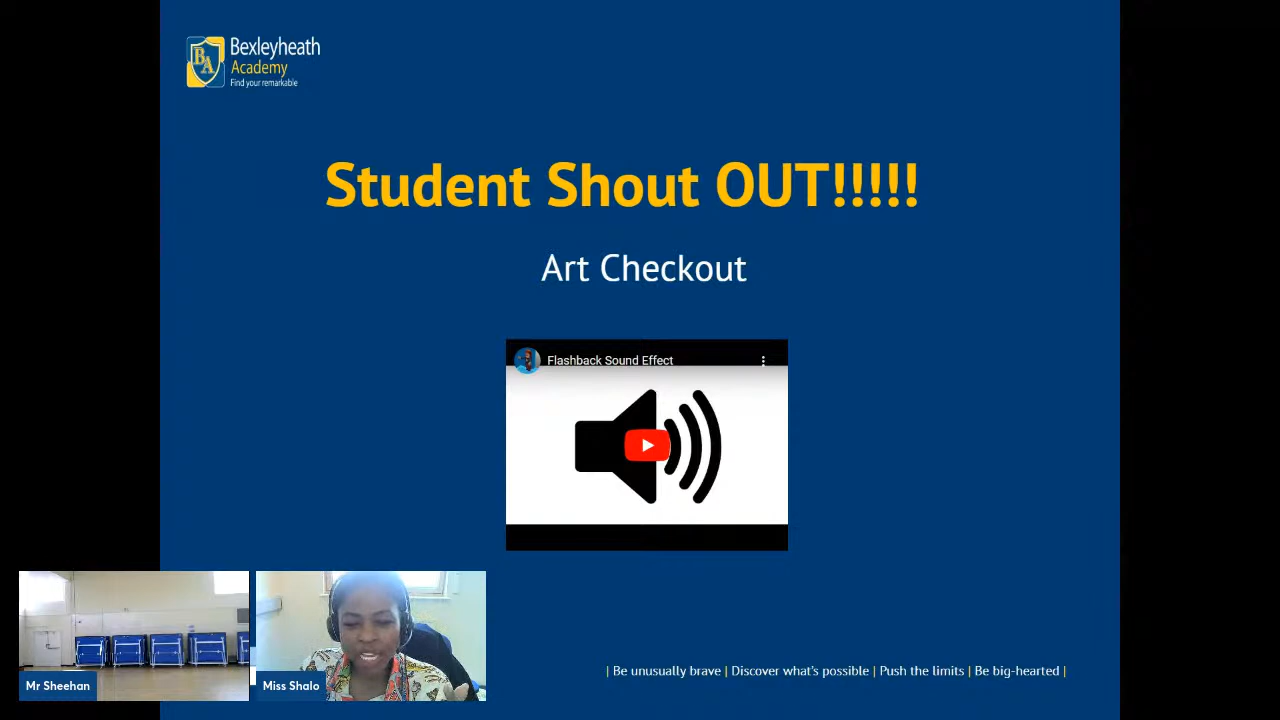 Bexleyheath
Academy
Find your remarkable
BA
Student Shout OUT!!!!!
Art Checkout
Flashback Sound Effect
Mr Sheehan
Miss Shalo
| Be unusually brave | Discover what's possible | Push the limits | Be big-hearted |